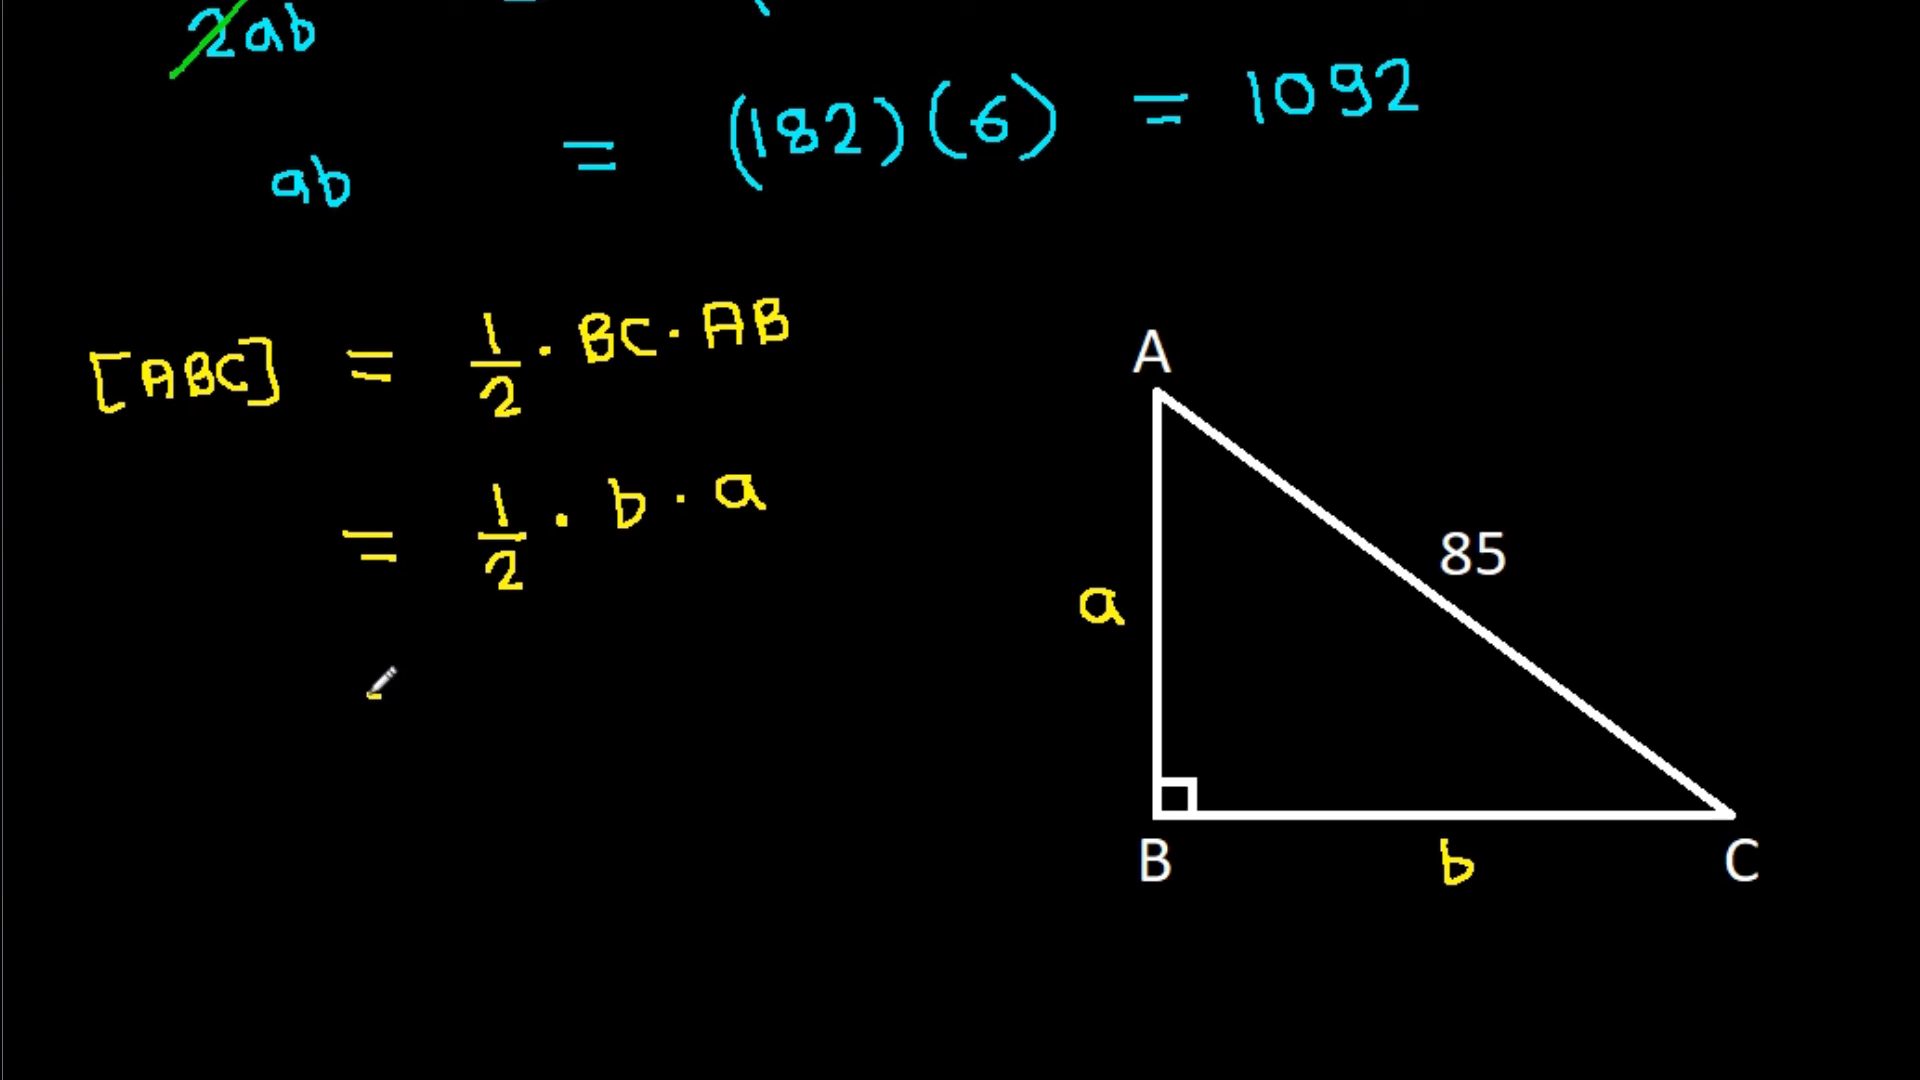 2ab
ab = (182)(6) = 1092
[ABC] = 1/2 · BC · AB
= 1/2 · b · a
A
85
a
B
b
C